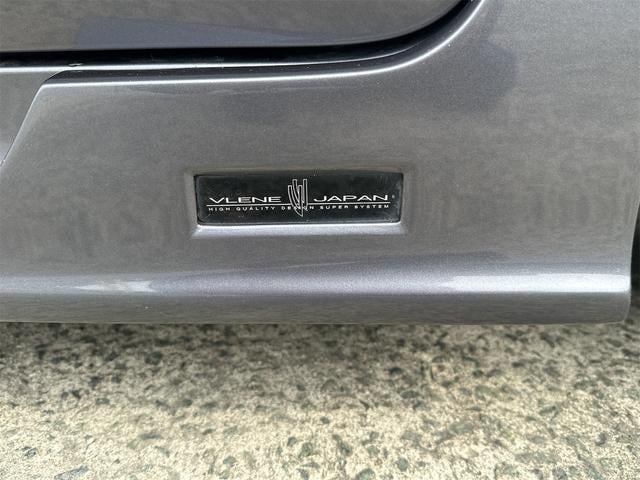 VLENE JAPAN
HIGH QUALITY DESIGN SUPER SYSTEM